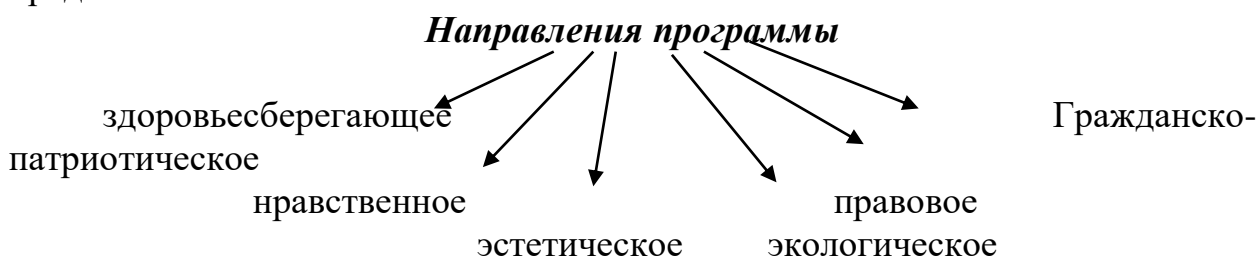 Направления программы
здоровьесберегающее Гражданско-
патриотическое
нравственное правовое
эстетическое экологическое